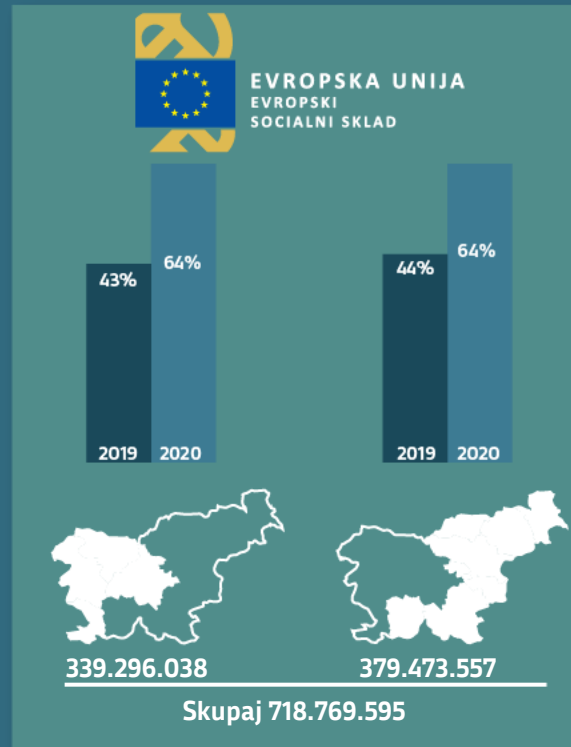 EVROPSKA UNIJA
EVROPSKI
SOCIALNI SKLAD
43%
64%
2019 2020
44%
64%
2019 2020
339.296.038
379.473.557
Skupaj 718.769.595